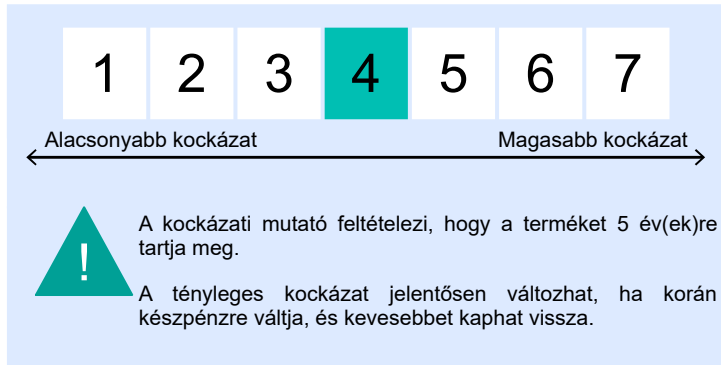 1 2 3 4 5 6 7
Alacsonyabb kockázat Magasabb kockázat
! A kockázati mutató feltételezi, hogy a terméket 5 év(ek)re
tartja meg.
A tényleges kockázat jelentősen változhat, ha korán
készpénzre váltja, és kevesebbet kaphat vissza.